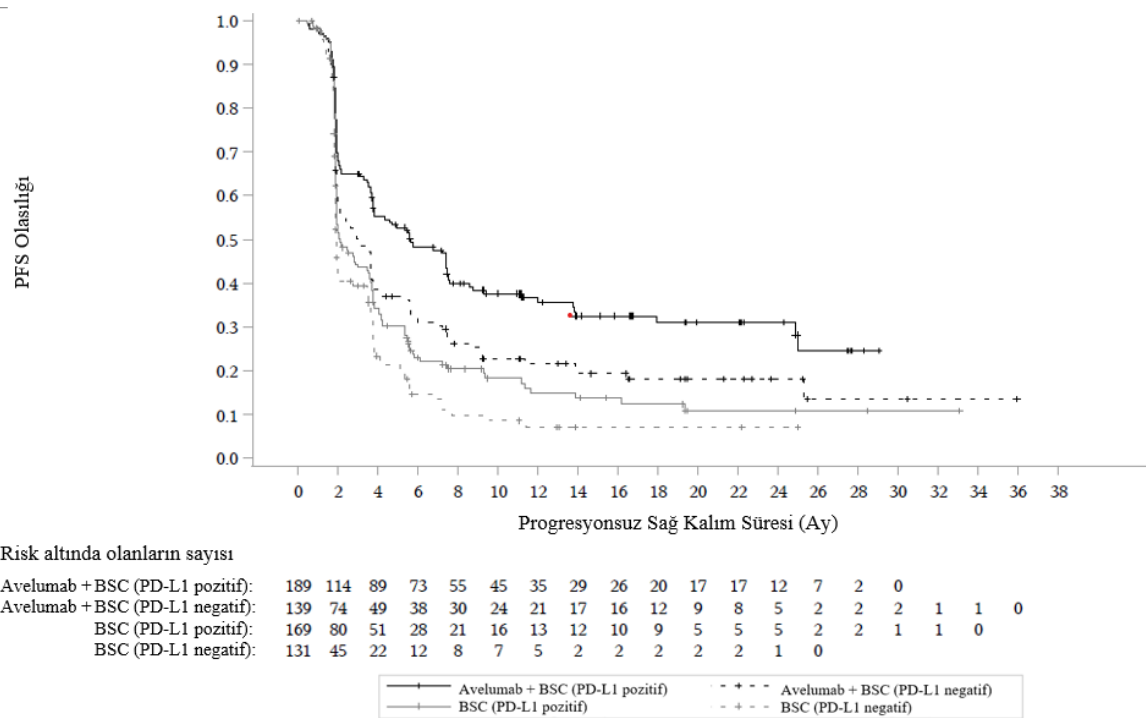 PFS Olasılığı
1.0
0.9
0.8
0.7
0.6
0.5
0.4
0.3
0.2
0.1
0.0
0 2 4 6 8 10 12 14 16 18 20 22 24 26 28 30 32 34 36 38
Progresyonsuz Sağ Kalım Süresi (Ay)
Risk altında olanların sayısı
Avelumab + BSC (PD-L1 pozitif): 189 114 89 73 55 45 35 29 26 20 17 17 12 7 2 0
Avelumab + BSC (PD-L1 negatif): 139 74 49 38 30 24 21 17 16 12 9 8 5 2 2 2 1 1 0
BSC (PD-L1 pozitif): 169 80 51 28 21 16 13 12 10 9 5 5 5 2 2 1 1 0
BSC (PD-L1 negatif): 131 45 22 12 8 7 5 2 2 2 2 2 1 0
Avelumab + BSC (PD-L1 pozitif) Avelumab + BSC (PD-L1 negatif)
BSC (PD-L1 pozitif) BSC (PD-L1 negatif)